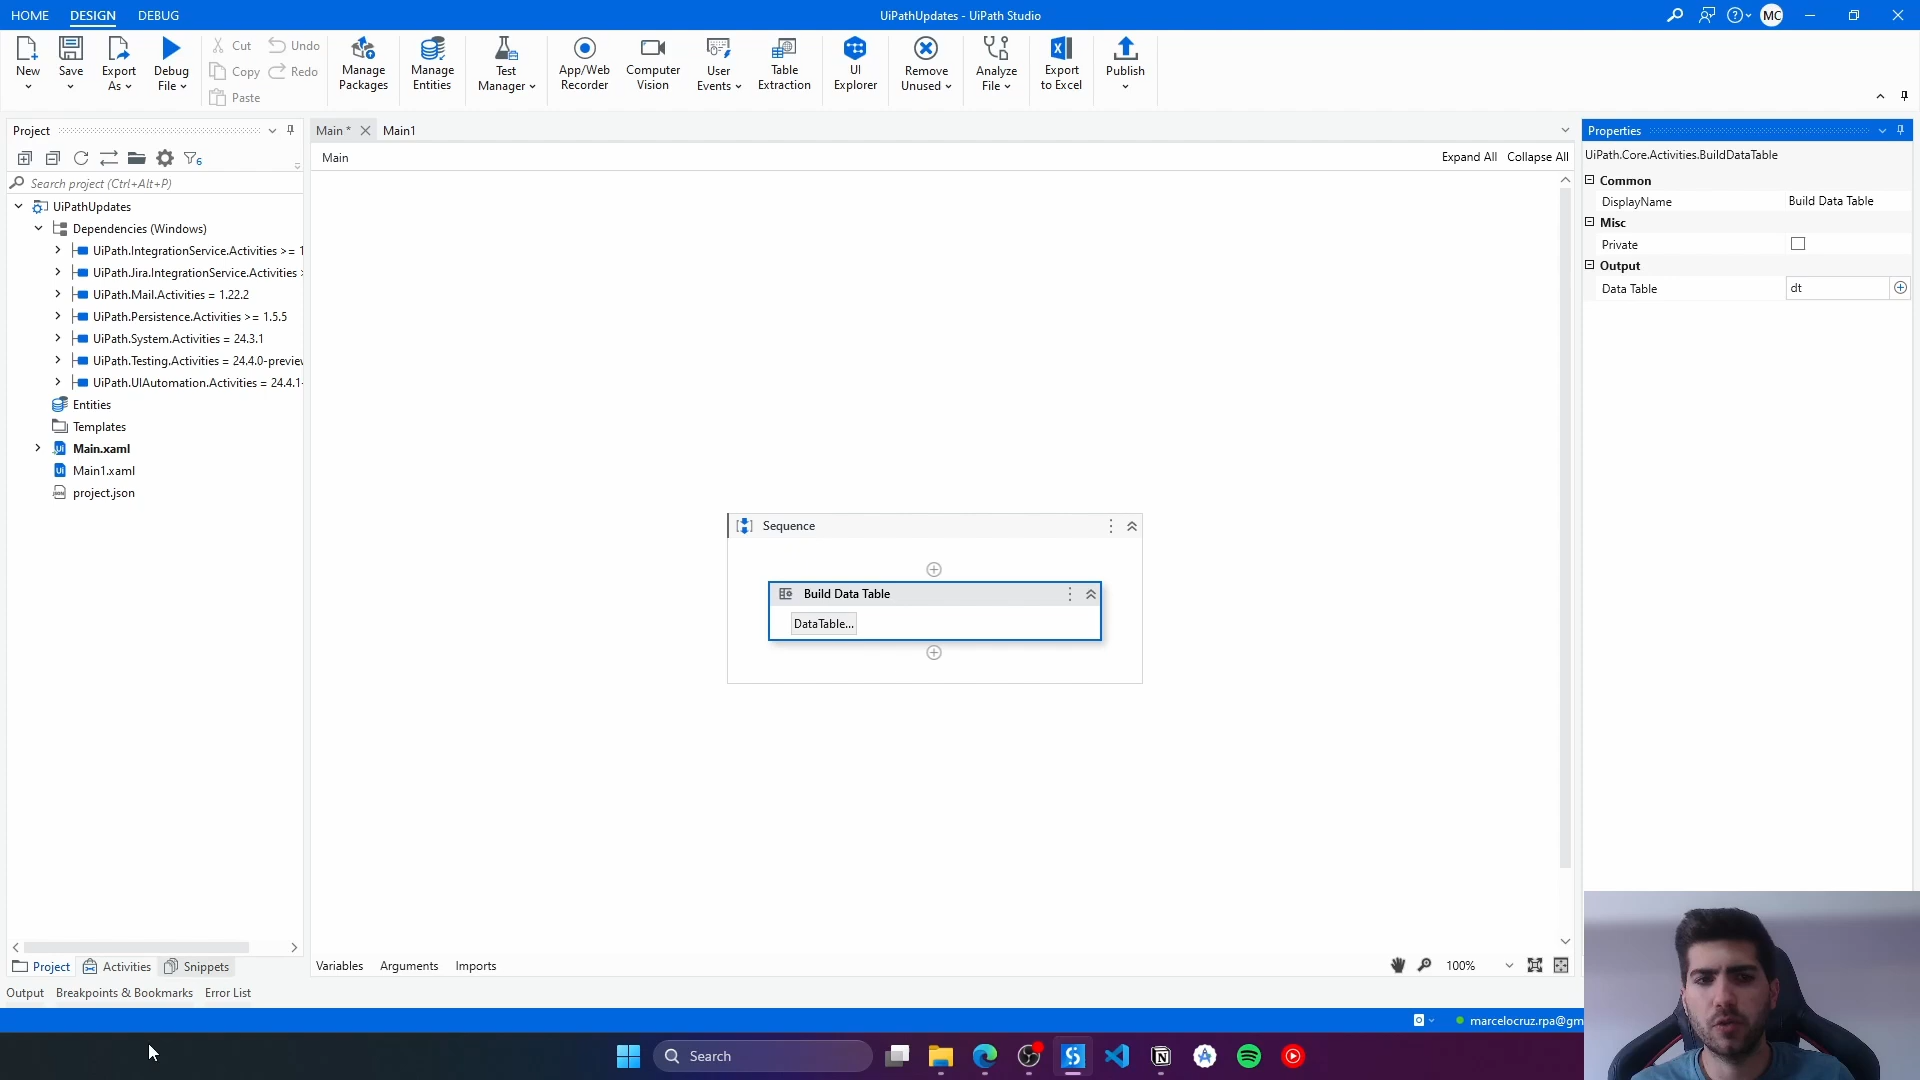 HOME DESIGN DEBUG
UiPathUpdates - UiPath Studio
MC
New
Save
Export As
Debug File
Cut
Copy
Paste
Undo
Redo
Manage Packages
Manage Entities
Test Manager
App/Web Recorder
Computer Vision
User Events
Table Extraction
UI Explorer
Remove Unused
Analyze File
Export to Excel
Publish
Project
6
Search project (Ctrl+Alt+P)
UiPathUpdates
Dependencies (Windows)
UiPath.IntegrationService.Activities >= 1
UiPath.Jira.IntegrationService.Activities >
UiPath.Mail.Activities = 1.22.2
UiPath.Persistence.Activities >= 1.5.5
UiPath.System.Activities = 24.3.1
UiPath.Testing.Activities = 24.4.0-preview
UiPath.UIAutomation.Activities = 24.4.1-
Entities
Templates
Main.xaml
Main1.xaml
project.json
Project Activities Snippets
Main * Main1
Main
Expand All Collapse All
Sequence
Build Data Table
DataTable...
Variables Arguments Imports
100%
Properties
UiPath.Core.Activities.BuildDataTable
Common
DisplayName Build Data Table
Misc
Private
Output
Data Table dt
Output Breakpoints & Bookmarks Error List
marcelocruz.rpa@gm
Search